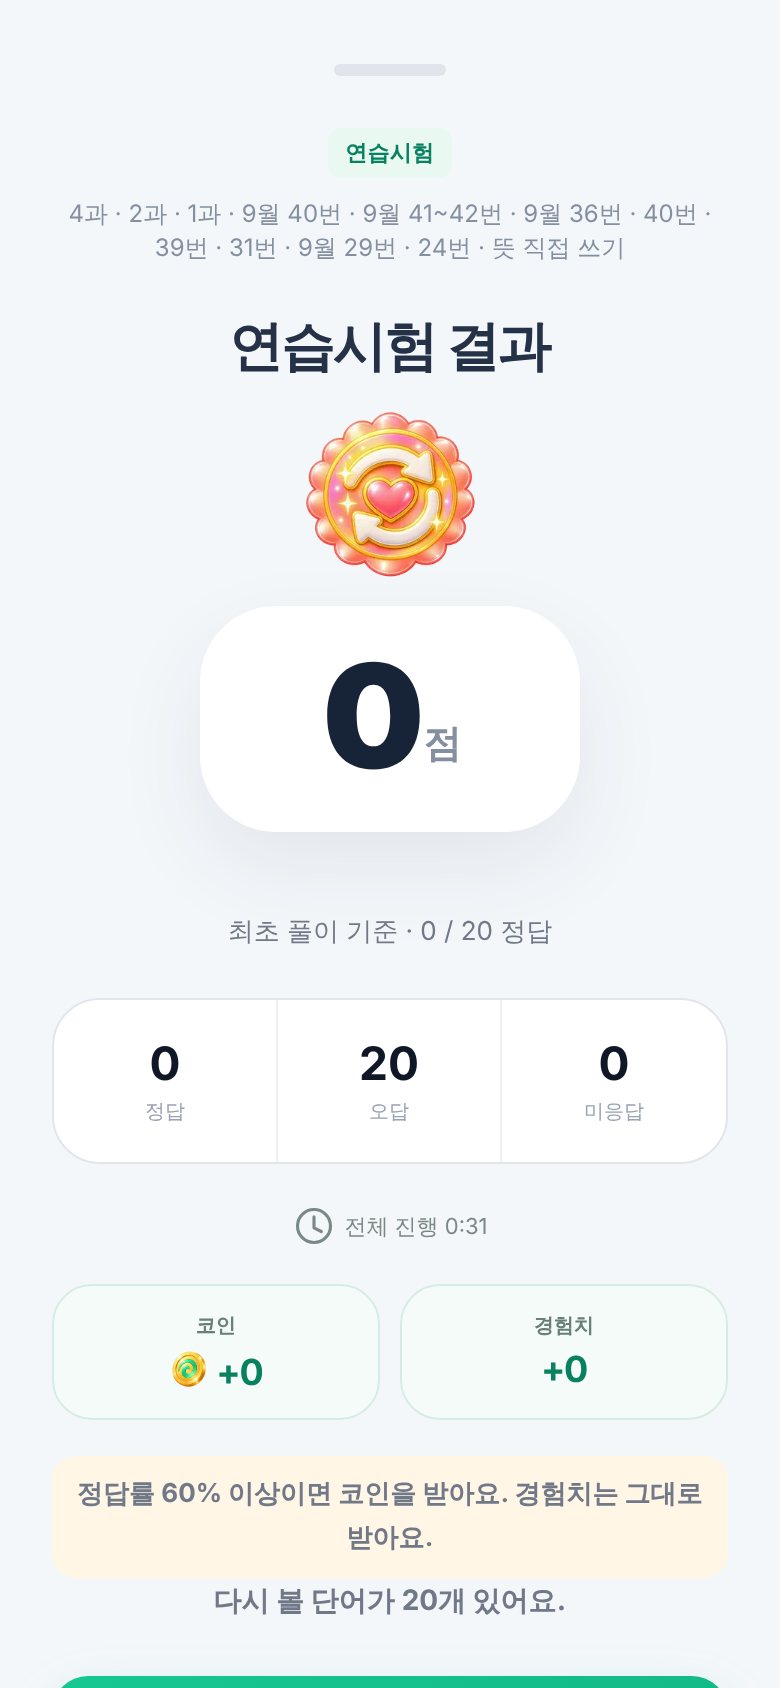 연습시험
4과 · 2과 · 1과 · 9월 40번 · 9월 41~42번 · 9월 36번 · 40번 ·
39번 · 31번 · 9월 29번 · 24번 · 뜻 직접 쓰기
연습시험 결과
0점
최초 풀이 기준 · 0 / 20 정답
0 20 0
정답 오답 미응답
전체 진행 0:31
코인 경험치
+0 +0
정답률 60% 이상이면 코인을 받아요. 경험치는 그대로
받아요.
다시 볼 단어가 20개 있어요.